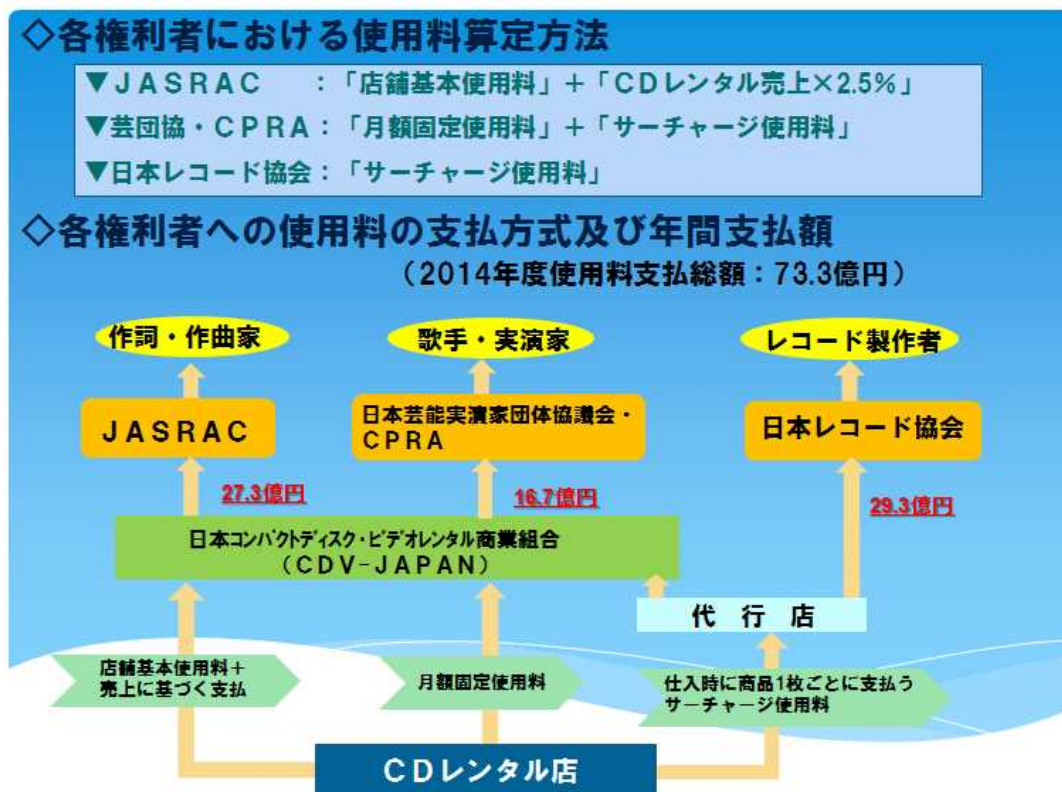 ◇各権利者における使用料算定方法
▼JASRAC ：「店舗基本使用料」＋「CDレンタル売上×2.5%」
▼芸団協・CPRA：「月額固定使用料」＋「サーチャージ使用料」
▼日本レコード協会：「サーチャージ使用料」
◇各権利者への使用料の支払方式及び年間支払額
（2014年度使用料支払総額：73.3億円）
作詞・作曲家
歌手・実演家
レコード製作者
JASRAC
日本芸能実演家団体協議会・
CPRA
日本レコード協会
27.3億円
16.7億円
29.3億円
日本コンパクトディスク・ビデオレンタル商業組合
（CDV-JAPAN）
代 行 店
店舗基本使用料＋
売上に基づく支払
月額固定使用料
仕入時に商品1枚ごとに支払う
サーチャージ使用料
CDレンタル店